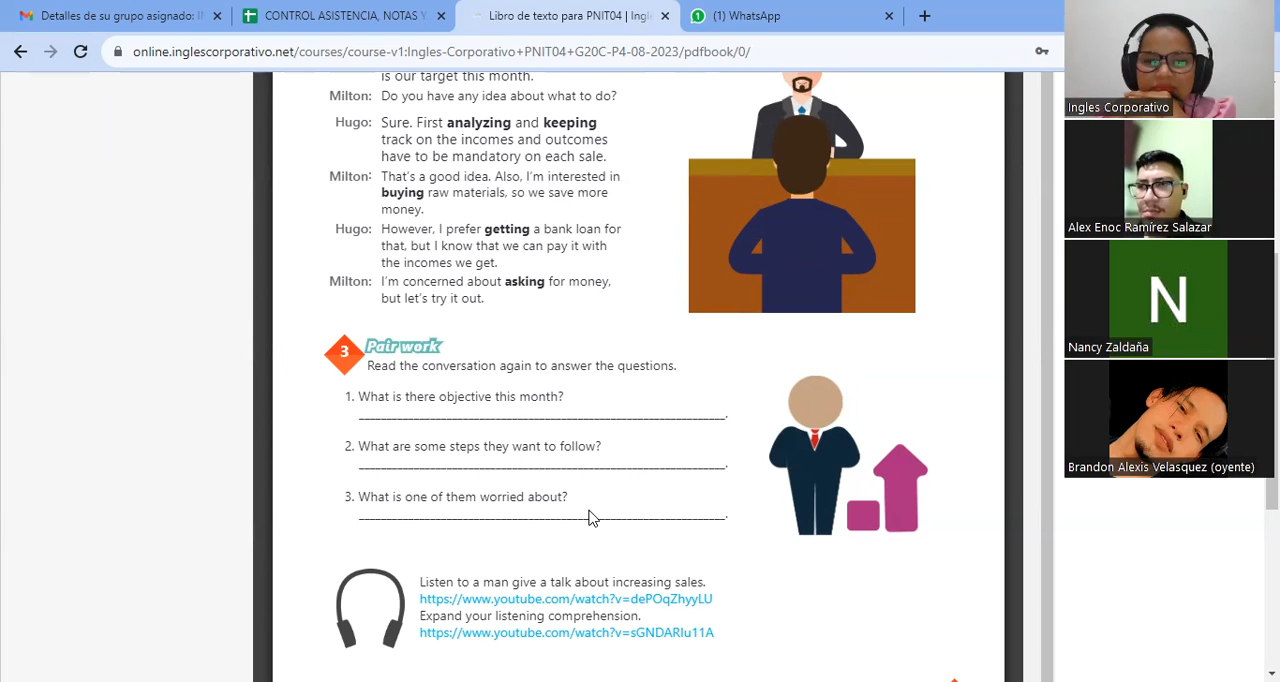 Detalles de su grupo asignado: I
CONTROL ASISTENCIA, NOTAS Y
Libro de texto para PNIT04 | Ingl
(1) WhatsApp
online.inglescorporativo.net/courses/course-v1:Ingles-Corporativo+PNIT04+G20C-P4-08-2023/pdfbook/0/
is our target this month.
Milton: Do you have any idea about what to do?
Hugo: Sure. First, analyzing and keeping
track on the incomes and outcomes
have to be mandatory on each sale.
Milton: That's a good idea. Also, I'm interested in
buying raw materials, so we save more
money.
Hugo: However, I prefer getting a bank loan for
that, but I know that we can pay it with
the incomes we get.
Milton: I'm concerned about asking for money,
but let's try it out.
3 Pair work
Read the conversation again to answer the questions.
1. What is there objective this month?
2. What are some steps they want to follow?
3. What is one of them worried about?
Listen to a man give a talk about increasing sales.
https://www.youtube.com/watch?v=dePOqZhyyLU
Expand your listening comprehension.
https://www.youtube.com/watch?v=sGNDARIu11A
Ingles Corporativo
Alex Enoc Ramírez Salazar
N
Nancy Zaldaña
Brandon Alexis Velasquez (oyente)